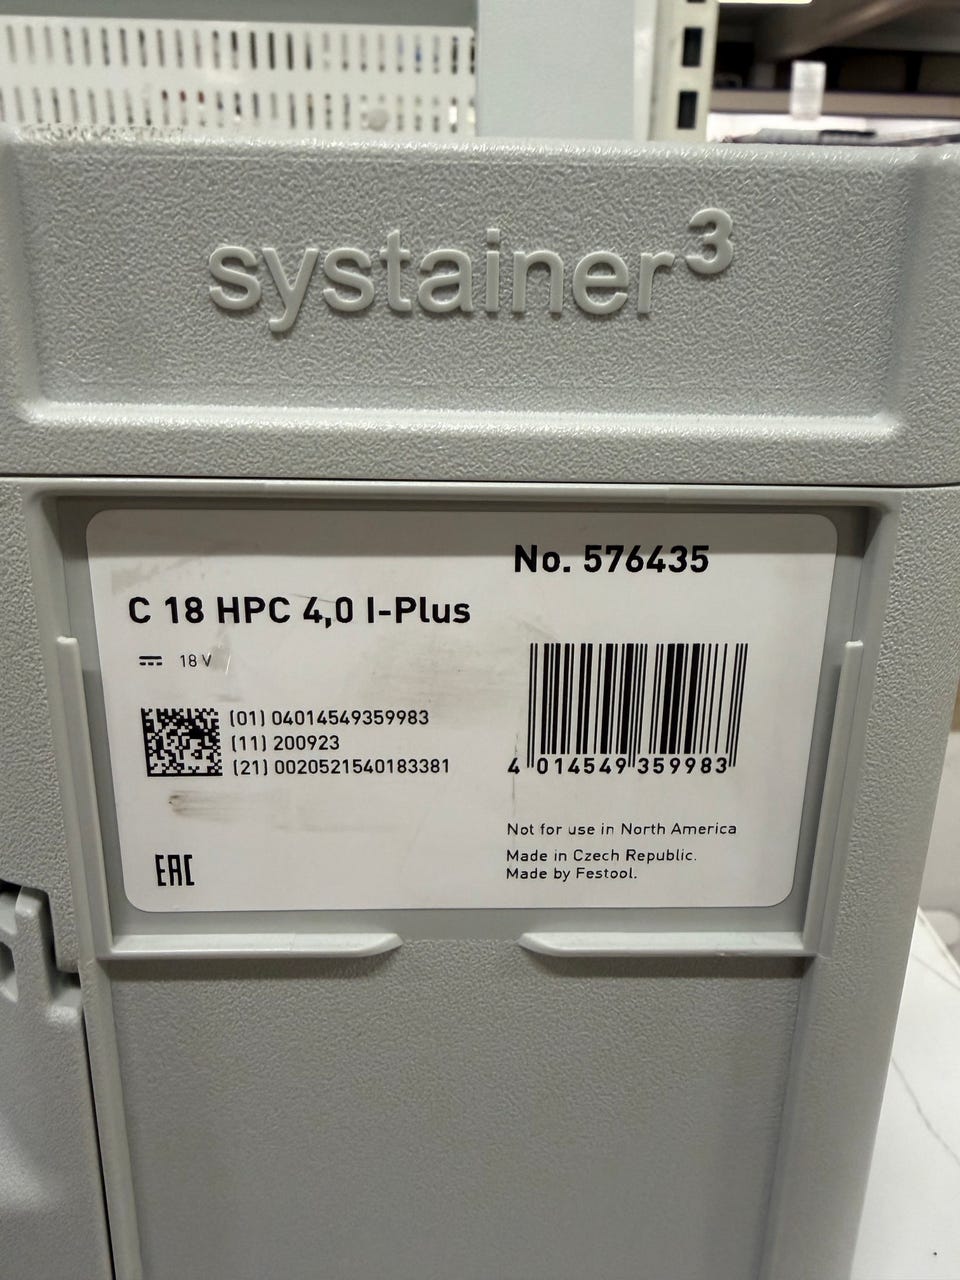 systainer³
No. 576435
C 18 HPC 4,0 I-Plus
18 V
(01) 04014549359983
(11) 200923
(21) 0020521540183381
4 014549 359983
EAC
Not for use in North America
Made in Czech Republic.
Made by Festool.